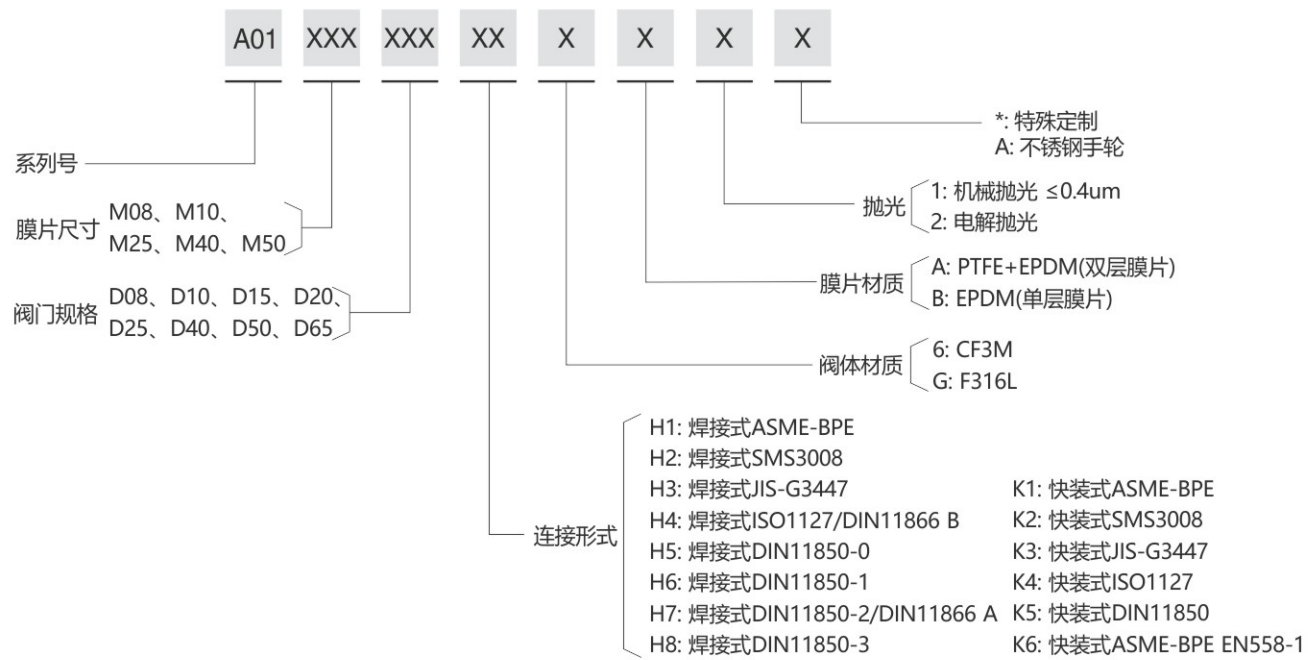 A01 XXX XXX XX X X X X
*: 特殊定制
A: 不锈钢手轮
系列号
抛光
1: 机械抛光 ≤0.4um
2: 电解抛光
膜片尺寸
M08、M10、
M25、M40、M50
膜片材质
A: PTFE+EPDM(双层膜片)
B: EPDM(单层膜片)
阀门规格
D08、D10、D15、D20、
D25、D40、D50、D65
阀体材质
6: CF3M
G: F316L
连接形式
H1: 焊接式ASME-BPE
H2: 焊接式SMS3008
H3: 焊接式JIS-G3447
H4: 焊接式ISO1127/DIN11866 B
H5: 焊接式DIN11850-0
H6: 焊接式DIN11850-1
H7: 焊接式DIN11850-2/DIN11866 A
H8: 焊接式DIN11850-3
K1: 快装式ASME-BPE
K2: 快装式SMS3008
K3: 快装式JIS-G3447
K4: 快装式ISO1127
K5: 快装式DIN11850
K6: 快装式ASME-BPE EN558-1